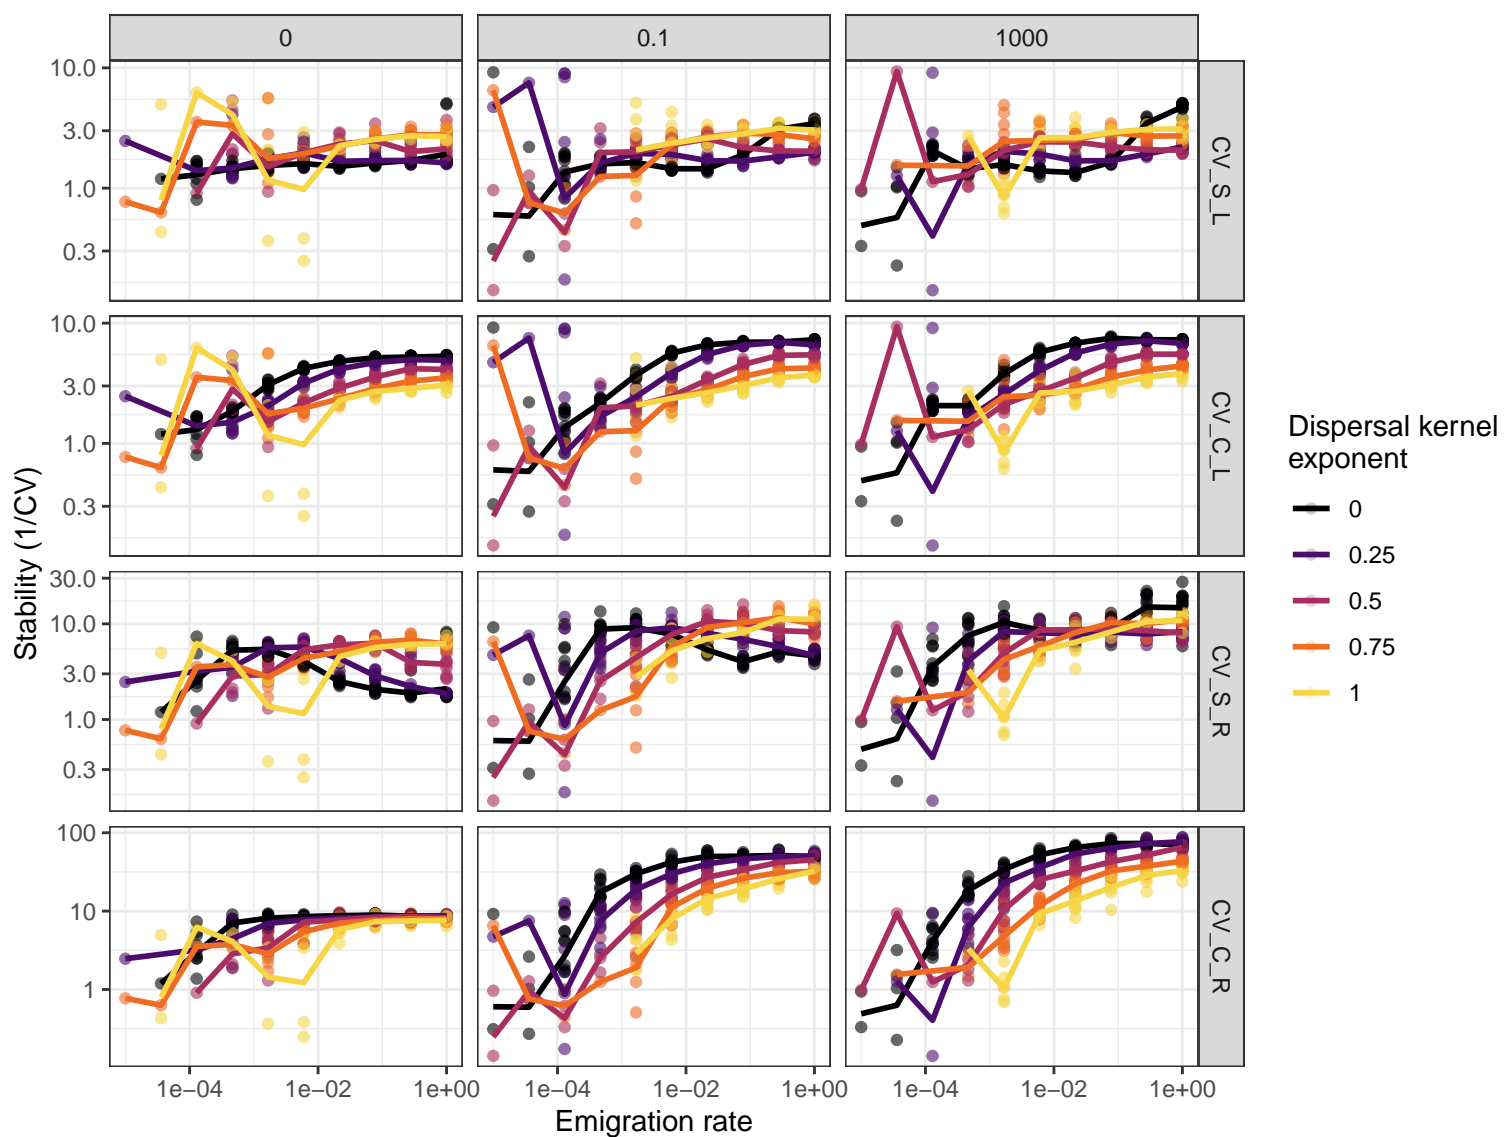 0 0.1 1000
10.0
3.0
1.0
0.3
CV_S_L
10.0
3.0
1.0
0.3
CV_C_L
30.0
10.0
3.0
1.0
0.3
CV_S_R
100
10
1
CV_C_R
1e−04 1e−02 1e+00 1e−04 1e−02 1e+00 1e−04 1e−02 1e+00
Emigration rate
Stability (1/CV)
Dispersal kernel
exponent
0
0.25
0.5
0.75
1